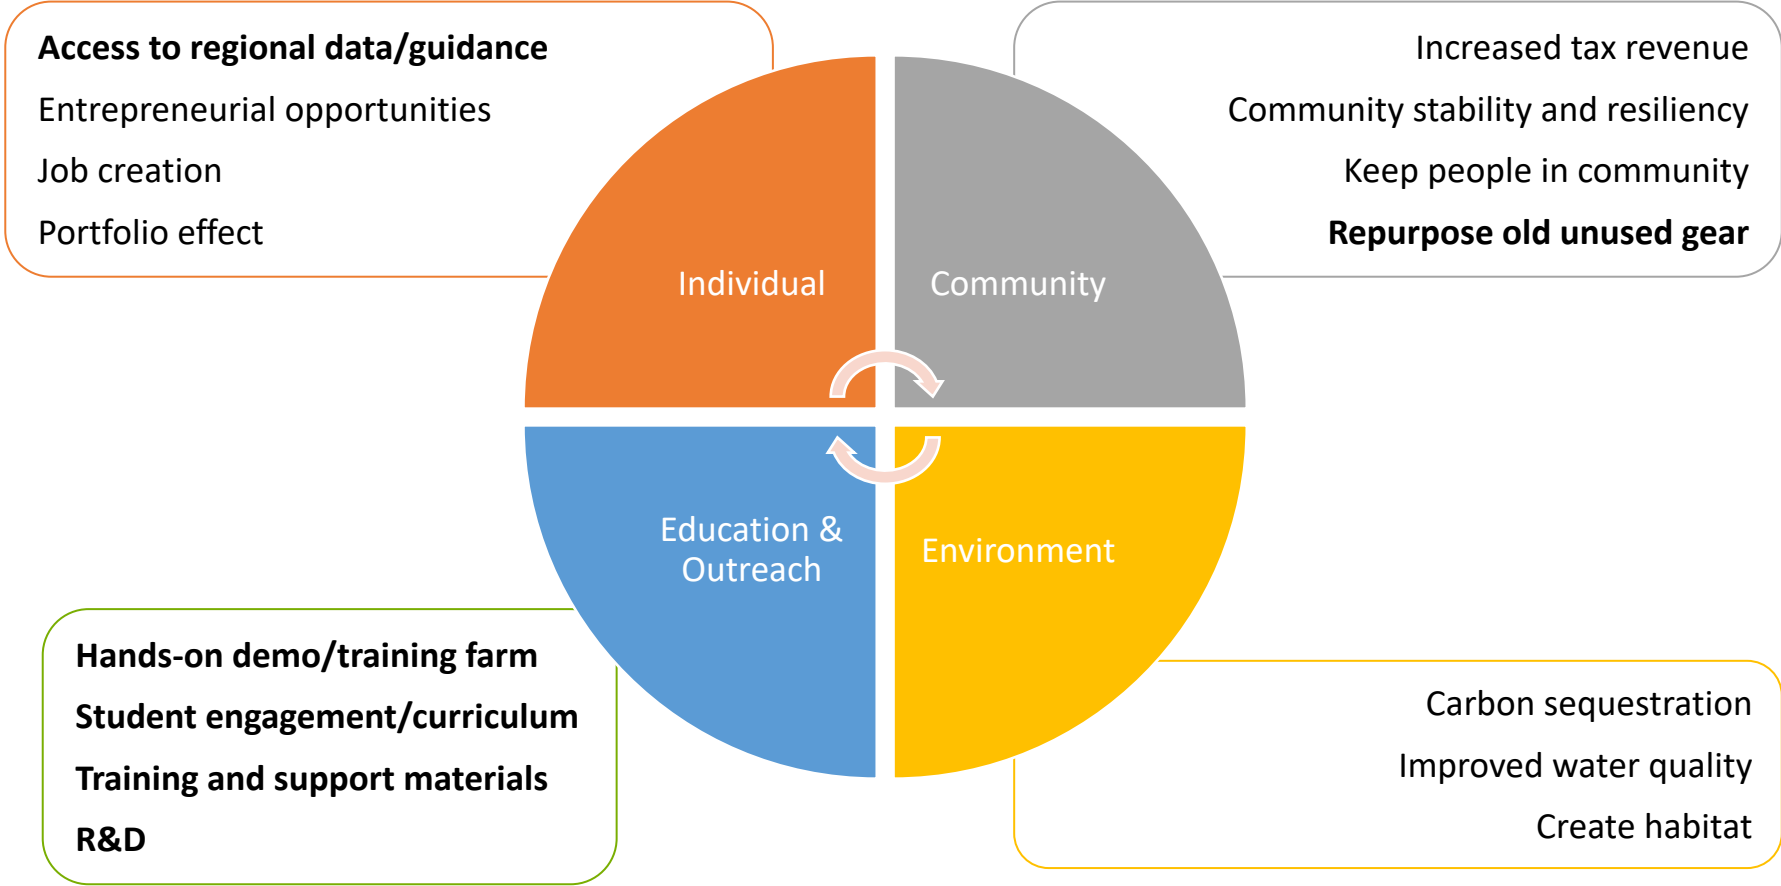 Access to regional data/guidance
Entrepreneurial opportunities
Job creation
Portfolio effect
Increased tax revenue
Community stability and resiliency
Keep people in community
Repurpose old unused gear
Individual
Community
Education &
Outreach
Environment
Hands-on demo/training farm
Student engagement/curriculum
Training and support materials
R&D
Carbon sequestration
Improved water quality
Create habitat